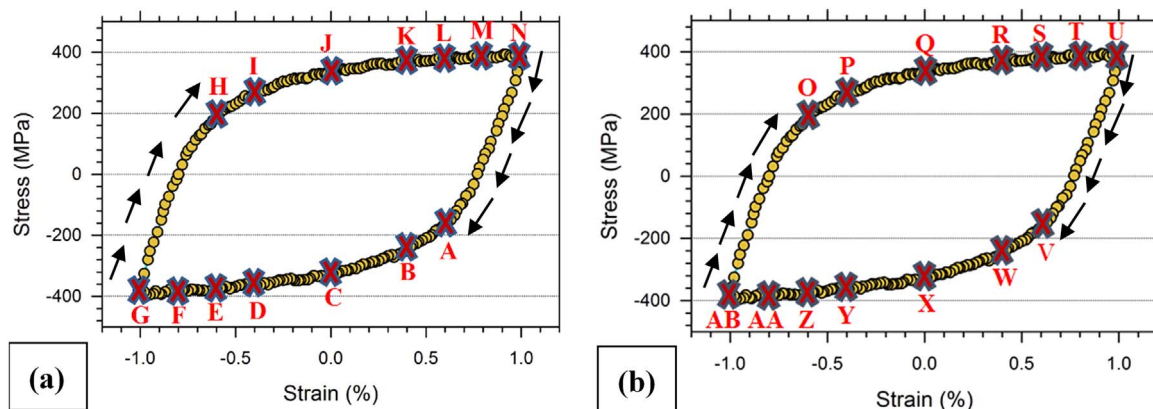 N
M
L
K
J
I
H
400
200
0
-200
-400
A
B
C
D
E
F
G
-1.0 -0.5 0.0 0.5 1.0
Stress (MPa)
Strain (%)
(a)
U
T
S
R
Q
P
O
400
200
0
-200
-400
V
W
X
Y
Z
AA
AB
-1.0 -0.5 0.0 0.5 1.0
Stress (MPa)
Strain (%)
(b)